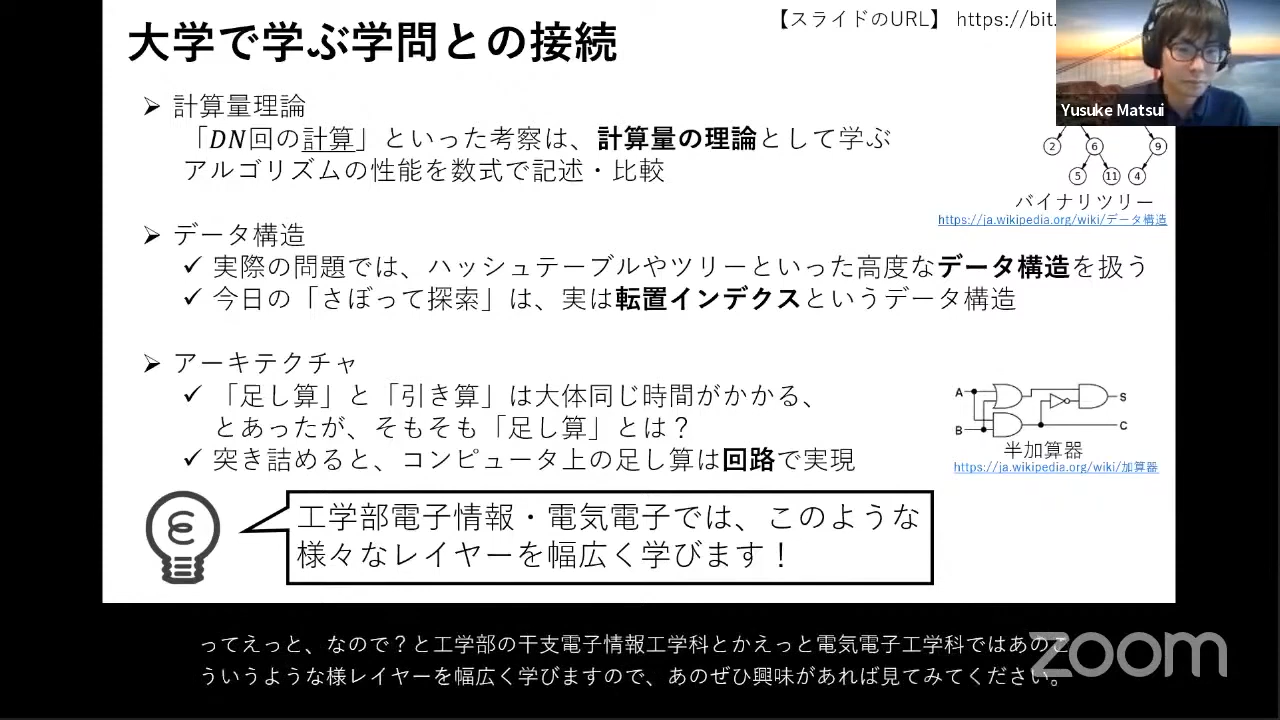 【スライドのURL】 https://bit.
大学で学ぶ学問との接続
Yusuke Matsui
➢ 計算量理論
「DN回の計算」といった考察は、計算量の理論として学ぶ
アルゴリズムの性能を数式で記述・比較
2 6 9
5 11 4
バイナリツリー
https://ja.wikipedia.org/wiki/データ構造
➢ データ構造
✓ 実際の問題では、ハッシュテーブルやツリーといった高度なデータ構造を扱う
✓ 今日の「さぼって探索」は、実は転置インデクスというデータ構造
➢ アーキテクチャ
✓ 「足し算」と「引き算」は大体同じ時間がかかる、
とあったが、そもそも「足し算」とは？
✓ 突き詰めると、コンピュータ上の足し算は回路で実現
A S
B C
半加算器
https://ja.wikipedia.org/wiki/加算器
工学部電子情報・電気電子では、このような
様々なレイヤーを幅広く学びます！
ってえっと、なので？と工学部の干支電子情報工学科とかえっと電気電子工学科ではあのこ
ういうような様レイヤーを幅広く学びますので、あのぜひ興味があれば見てみてください。
zoom